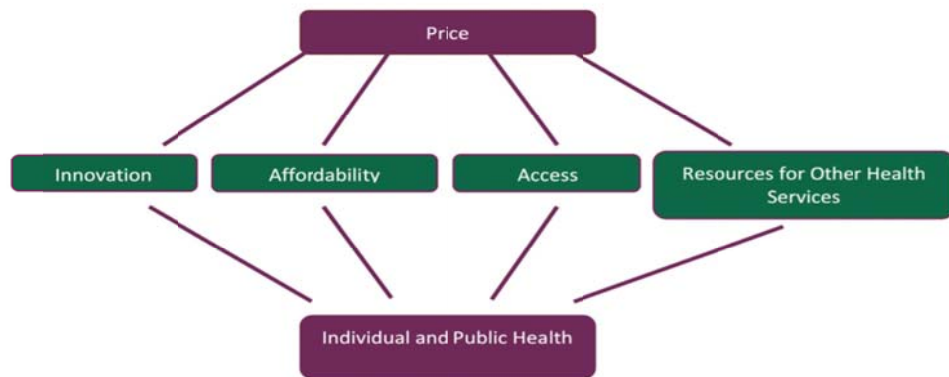 Price
Innovation
Affordability
Access
Resources for Other Health
Services
Individual and Public Health